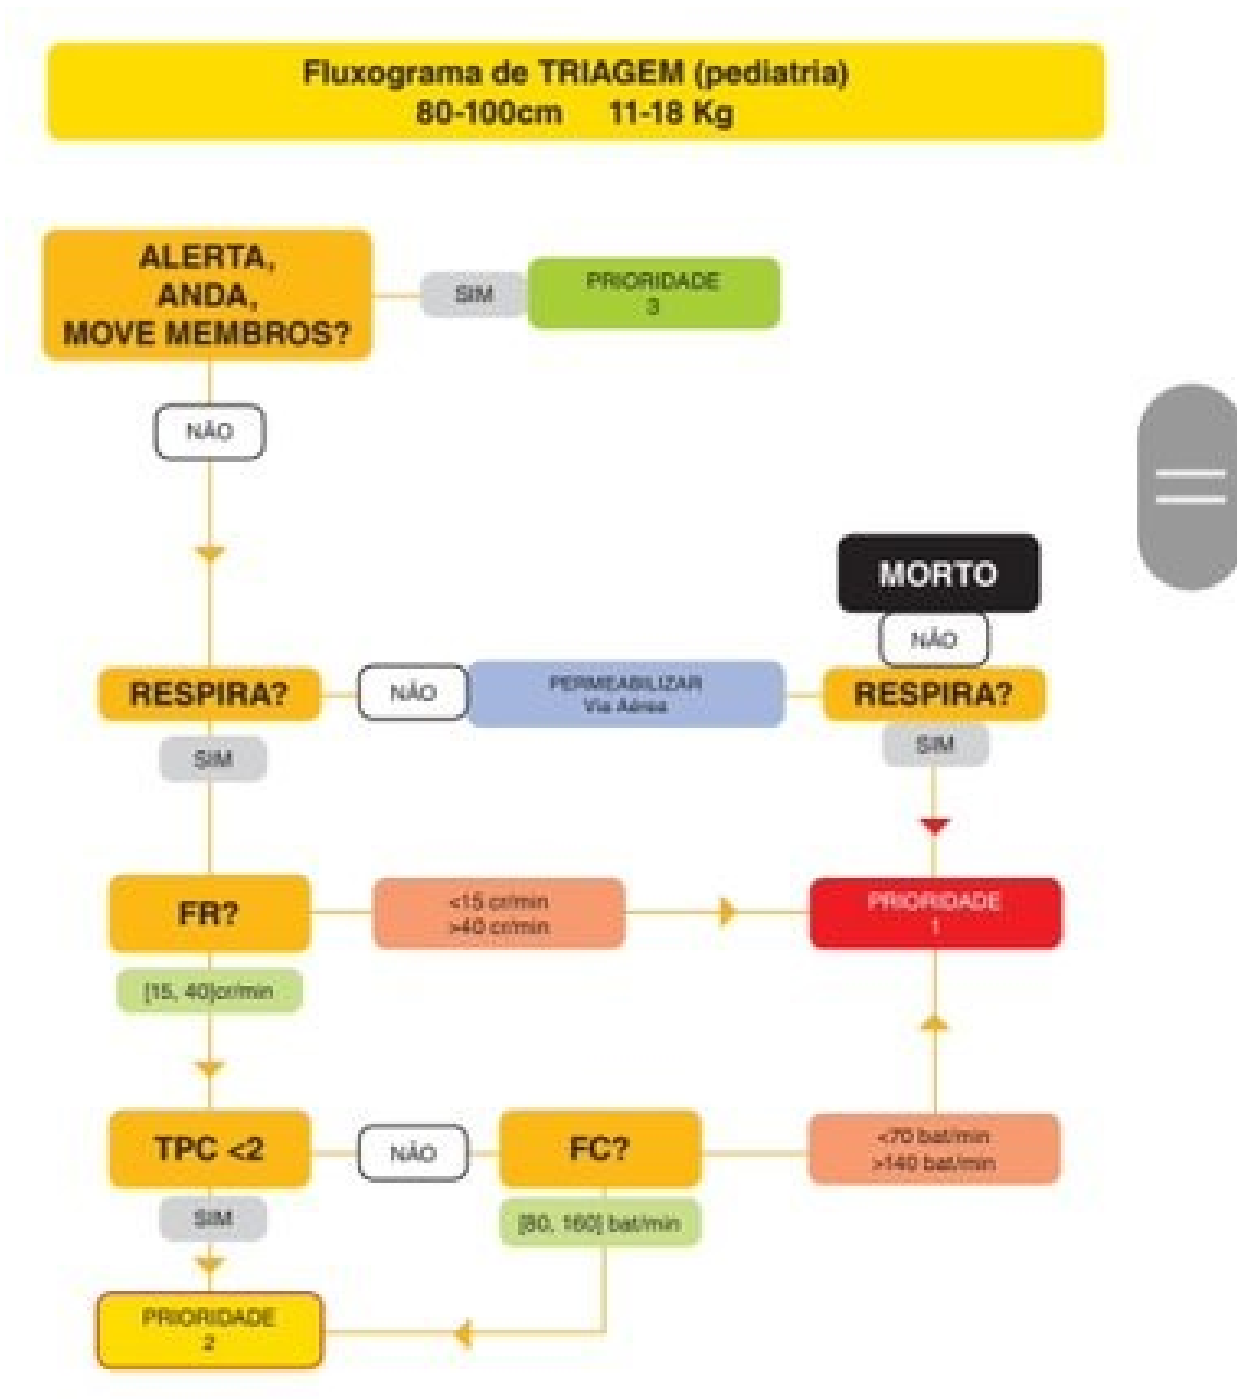 Fluxograma de TRIAGEM (pediatria)
80-100cm 11-18 Kg
ALERTA,
ANDA,
MOVE MEMBROS?
SIM
PRIORIDADE
3
NÃO
MORTO
NÃO
RESPIRA?
NÃO
PERMEABILIZAR
Via Aérea
RESPIRA?
SIM
SIM
FR?
<15 cr/min
>40 cr/min
PRIORIDADE
1
[15, 40]cr/min
TPC <2
NÃO
FC?
<70 bat/min
>140 bat/min
SIM
[80, 160] bat/min
PRIORIDADE
2